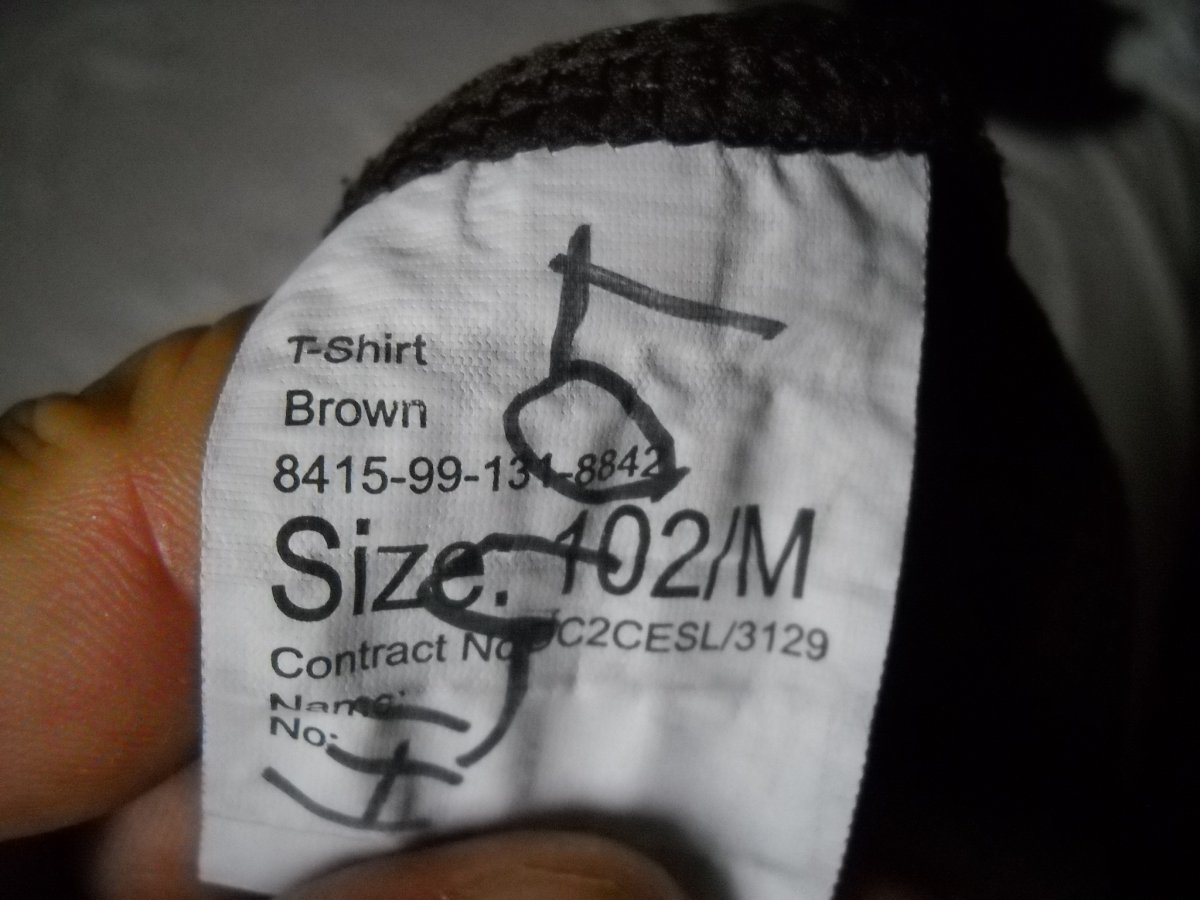 T-Shirt
Brown
8415-99-131-8842
Size: 102/M
Contract No: C2CESL/3129
Name:
No: